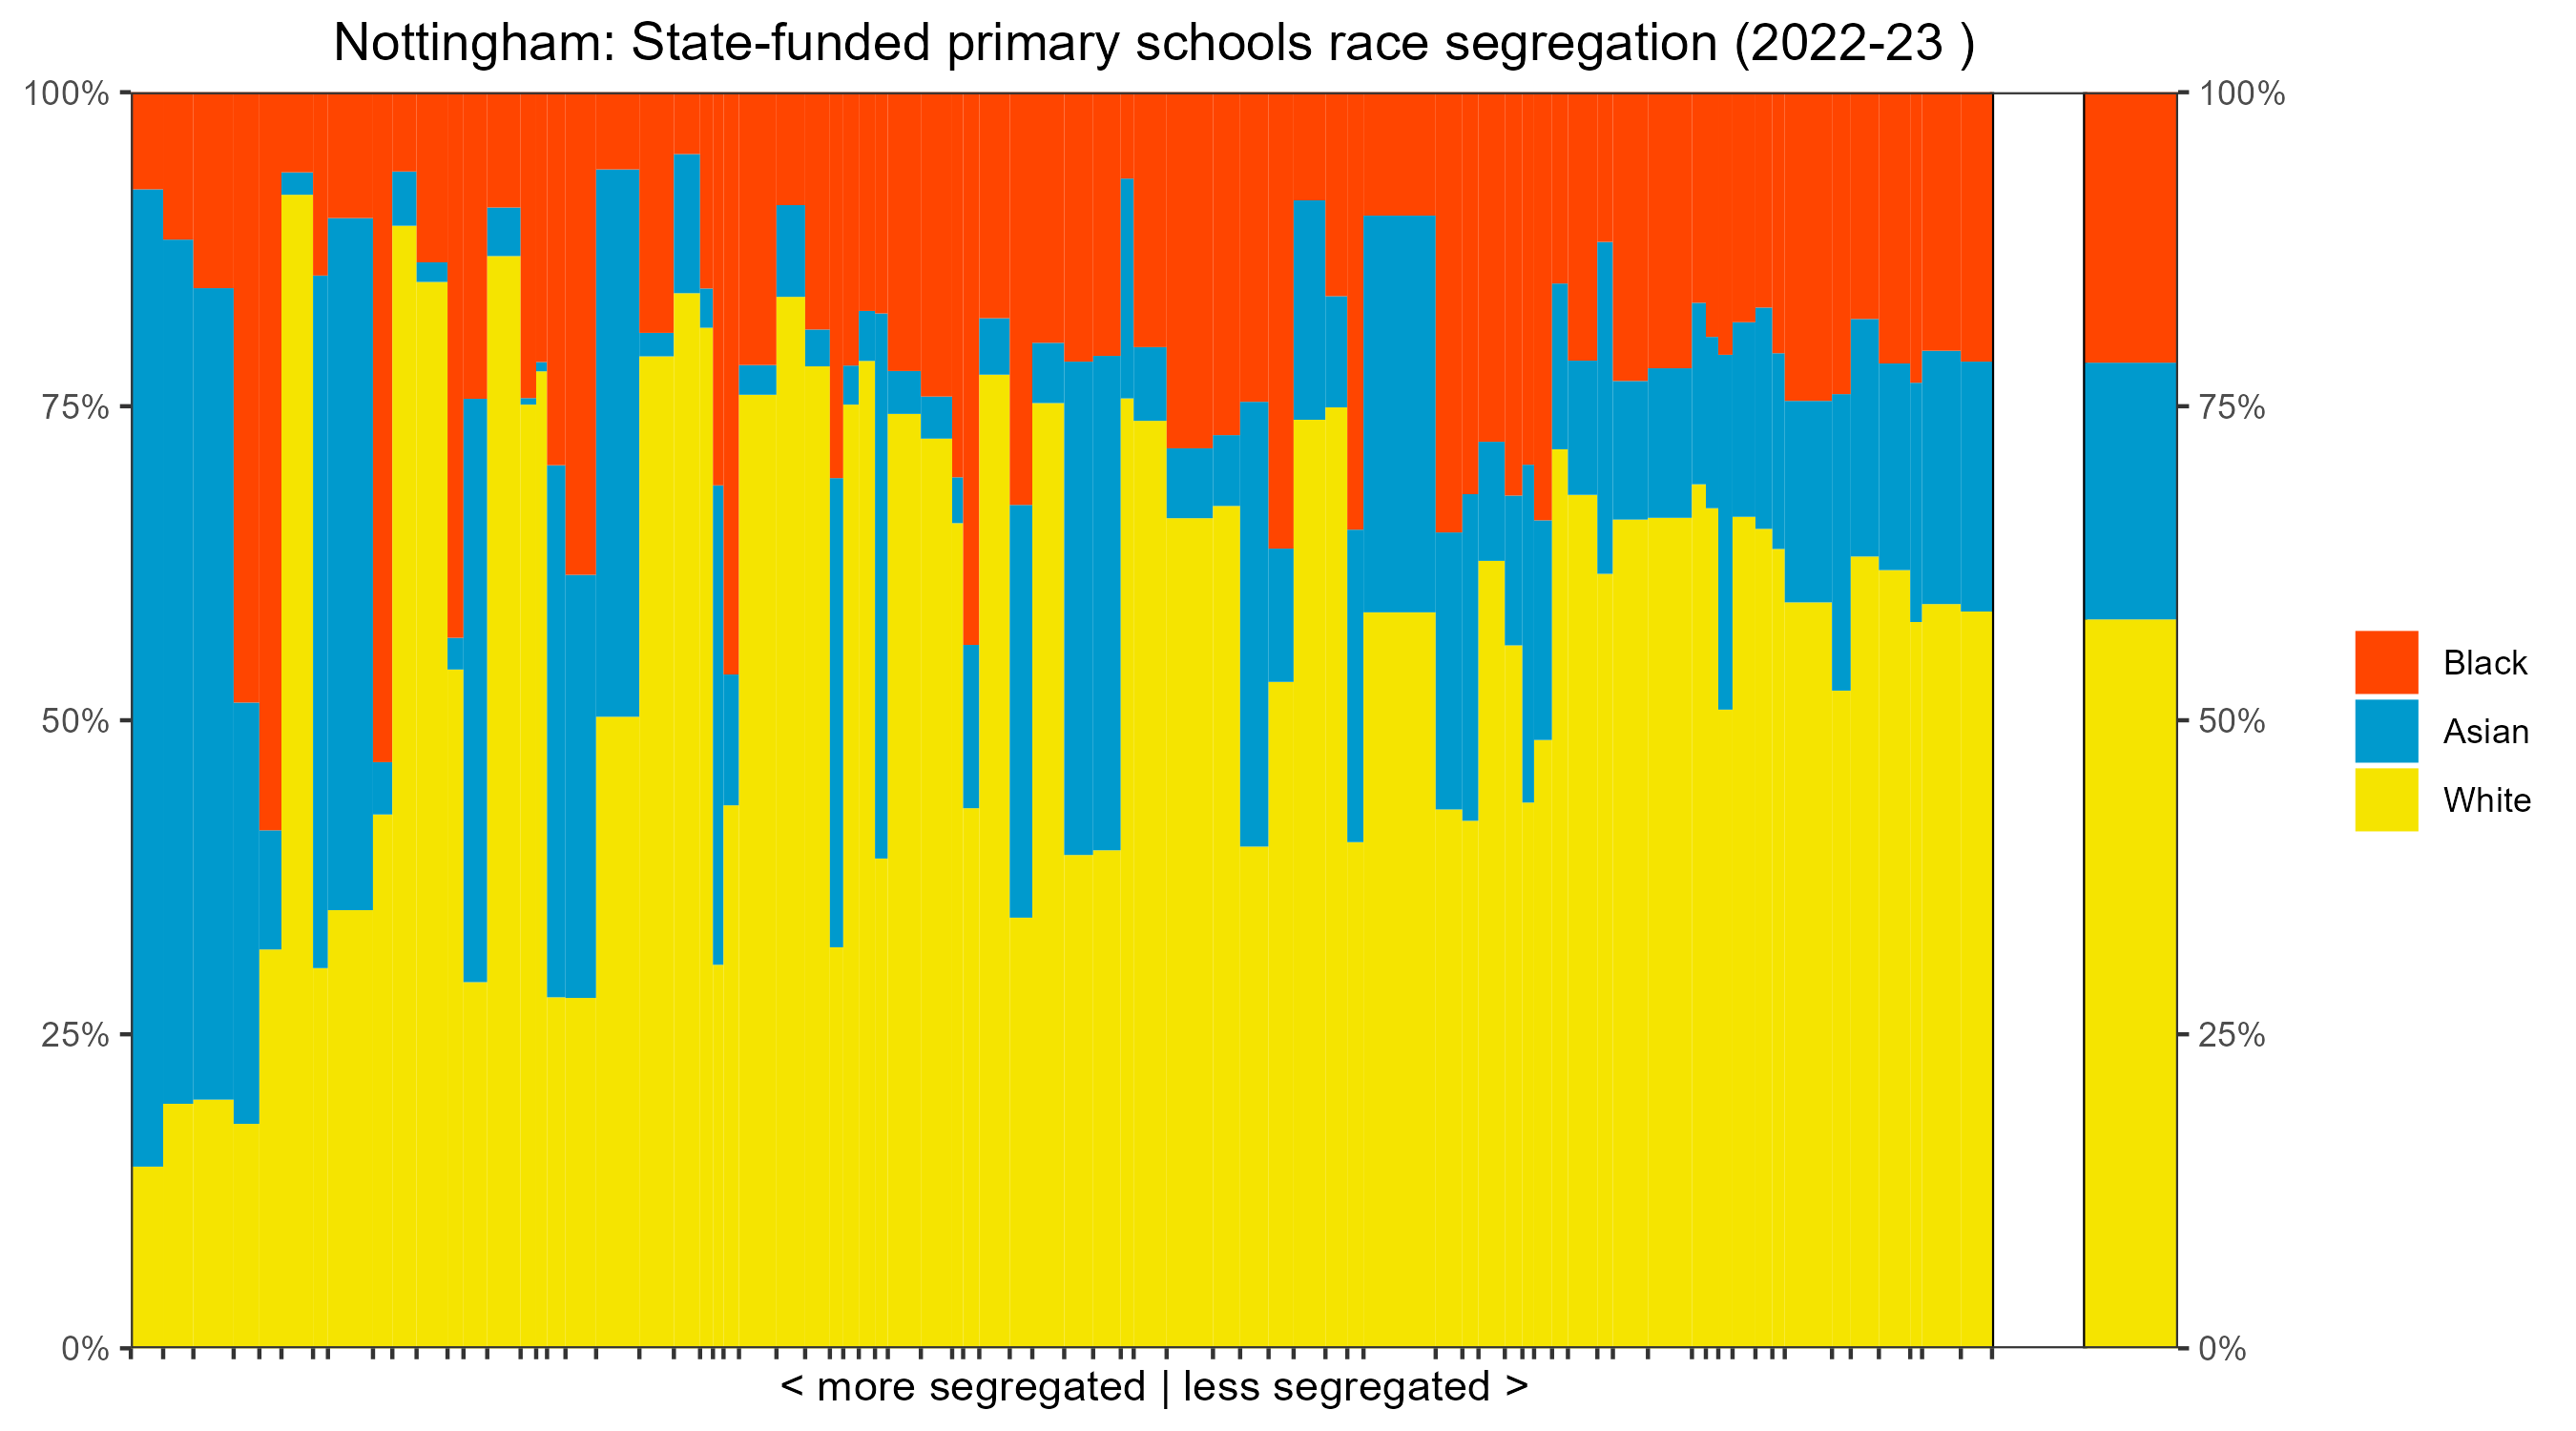 Nottingham: State-funded primary schools race segregation (2022-23 )
100%
75%
50%
25%
0%
100%
75%
50%
25%
0%
< more segregated | less segregated >
Black
Asian
White